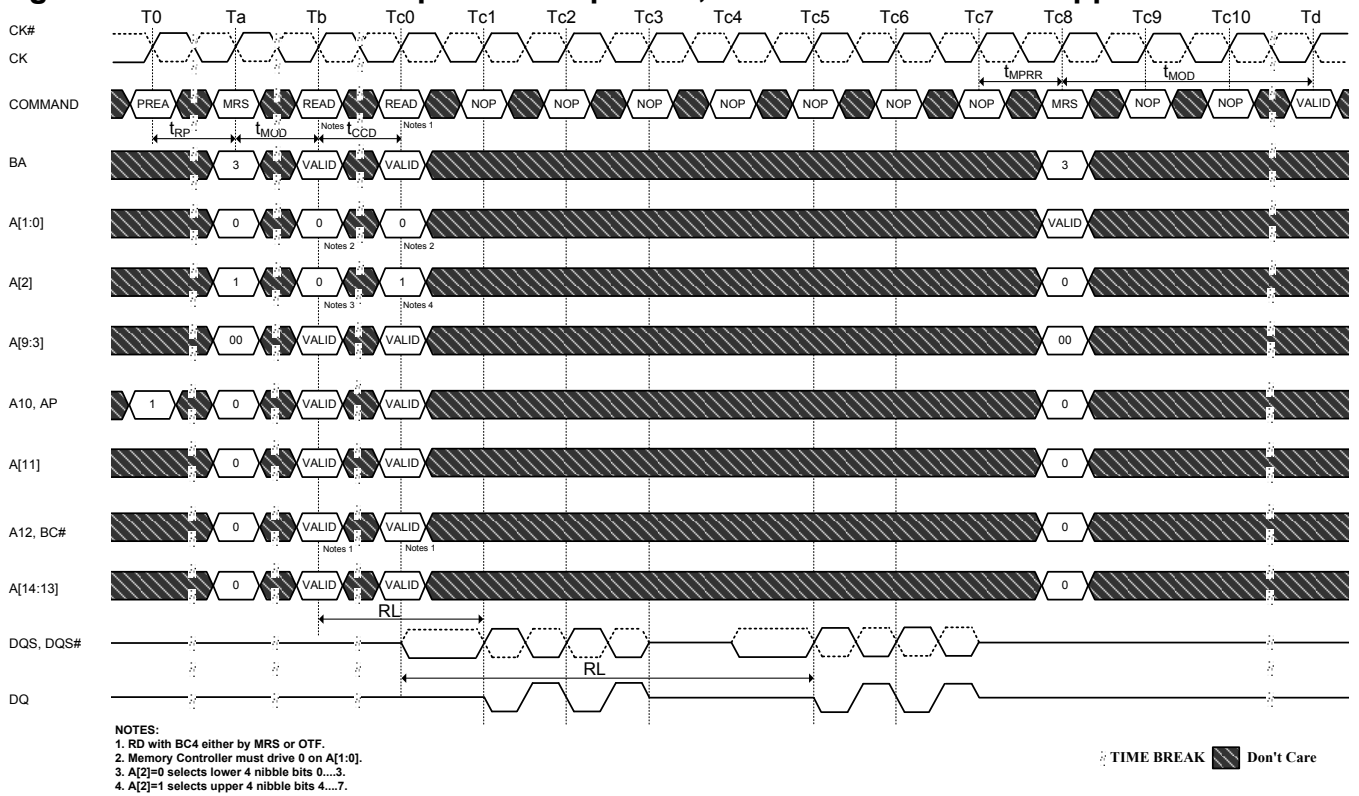 T0 Ta Tb Tc0 Tc1 Tc2 Tc3 Tc4 Tc5 Tc6 Tc7 Tc8 Tc9 Tc10 Td
CK#
CK
tMPRR tMOD
COMMAND PREA MRS READ READ NOP NOP NOP NOP NOP NOP NOP MRS NOP NOP VALID
Notes 1
tRP tMOD tCCD
BA 3 VALID VALID 3
A[1:0] 0 0 0 VALID
Notes 2 Notes 2
A[2] 1 0 1 0
Notes 3 Notes 4
A[9:3] 00 VALID VALID 00
A10, AP 1 0 VALID VALID 0
A[11] 0 VALID VALID 0
A12, BC# 0 VALID VALID 0
Notes 1 Notes 1
A[14:13] 0 VALID VALID 0
RL
DQS, DQS#
RL
DQ
NOTES:
1. RD with BC4 either by MRS or OTF.
2. Memory Controller must drive 0 on A[1:0].
3. A[2]=0 selects lower 4 nibble bits 0....3.
4. A[2]=1 selects upper 4 nibble bits 4....7.
TIME BREAK Don't Care